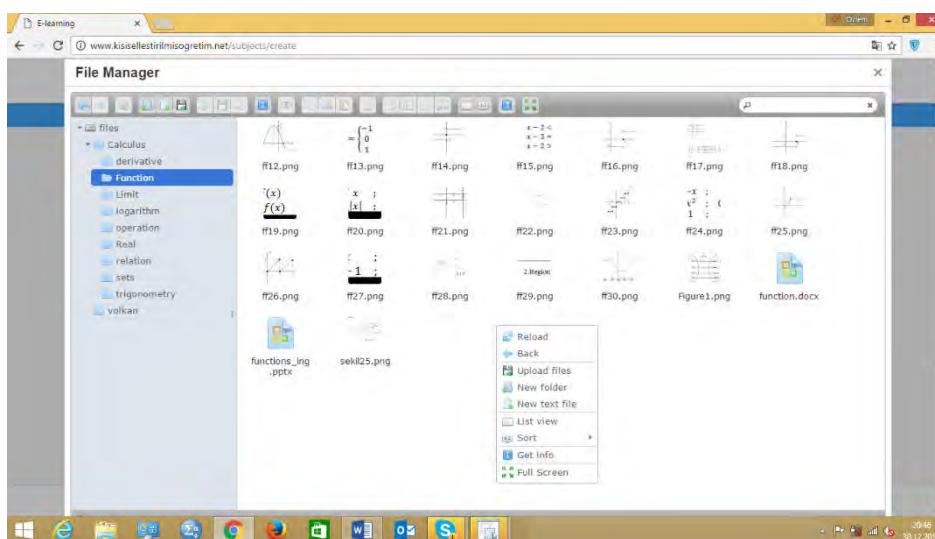 E-learning
www.kisisellestirilmisogretim.net/subjects/create
File Manager
files
Calculus
derivative
Function
Limit
logarithm
operation
Real
relation
sets
trigonometry
volkan
ff12.png
ff13.png
ff14.png
ff15.png
ff16.png
ff17.png
ff18.png
ff19.png
ff20.png
ff21.png
ff22.png
ff23.png
ff24.png
ff25.png
2.Region
ff26.png
ff27.png
ff28.png
ff29.png
ff30.png
Figure1.png
function.docx
functions_ing
.pptx
sekil25.png
Reload
Back
Upload files
New folder
New text file
List view
Sort
Get info
Full Screen
20:46